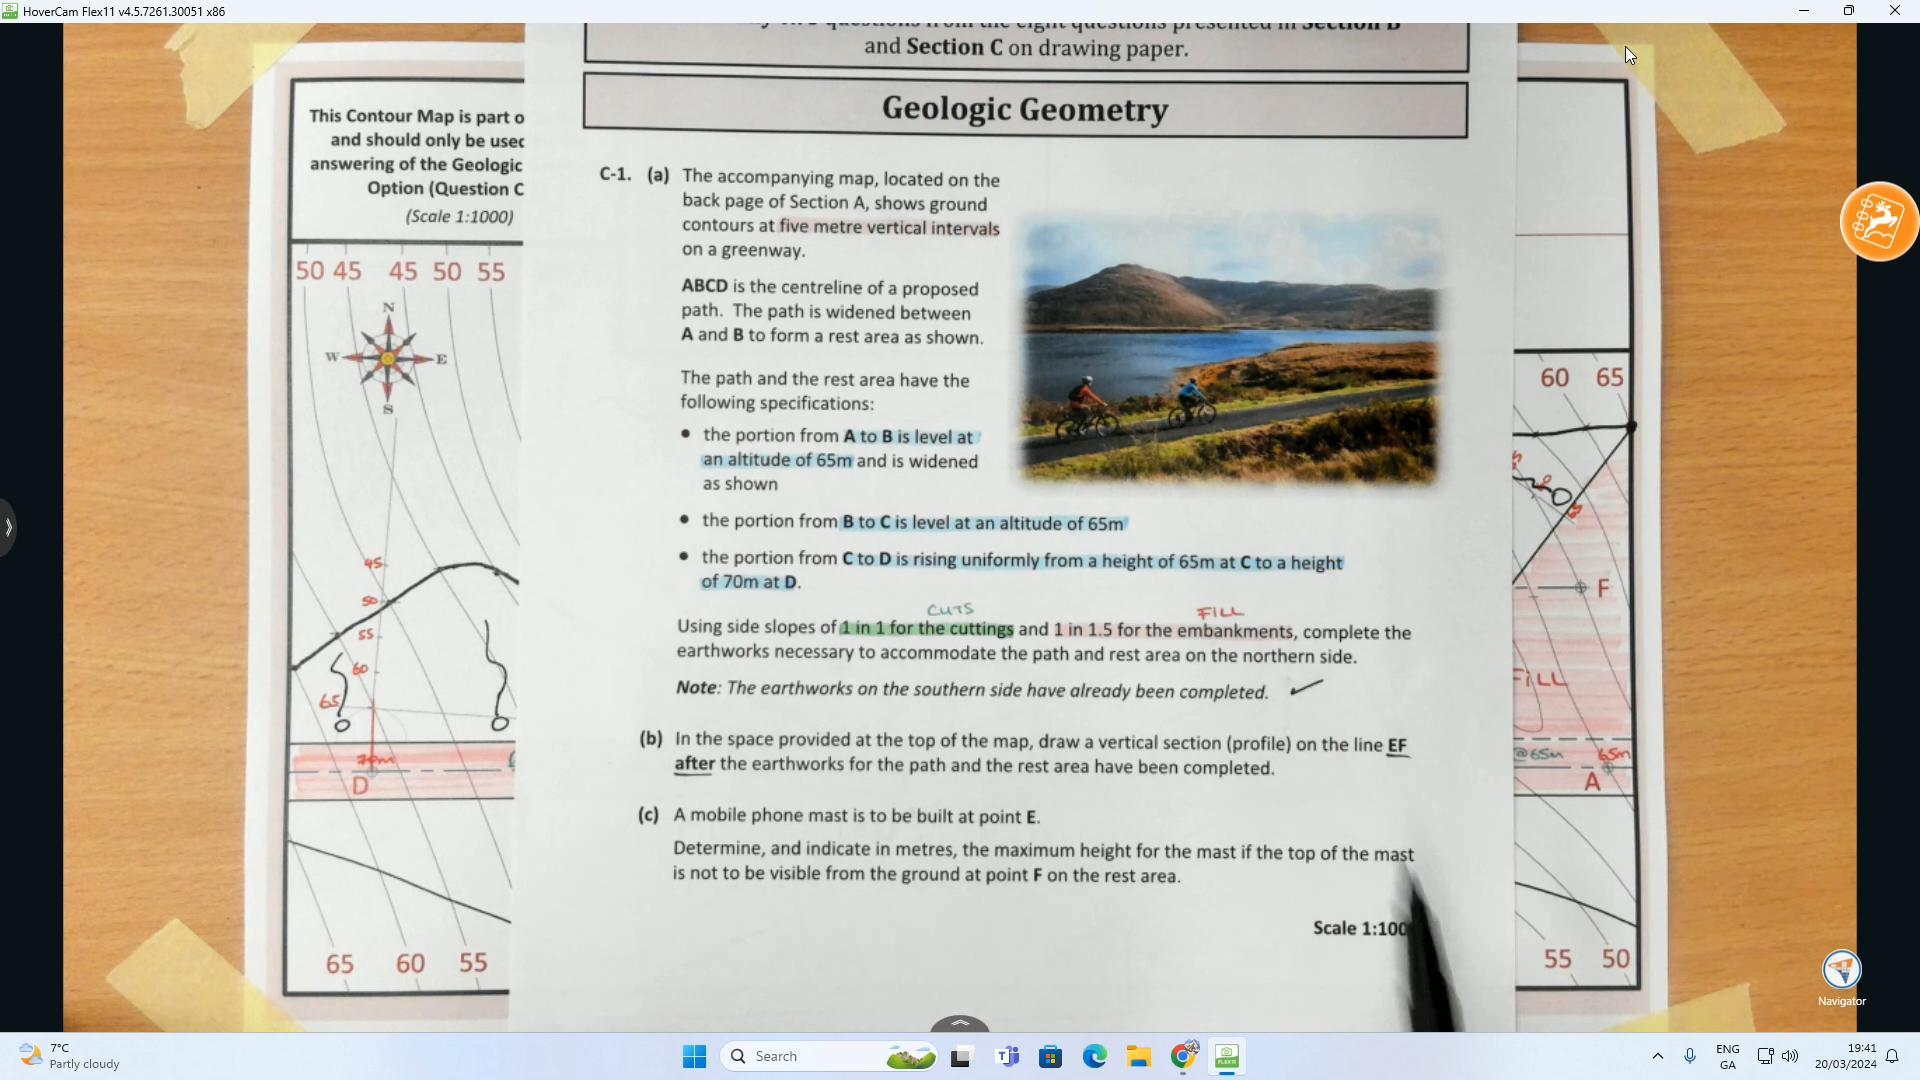 HoverCam Flex11 v4.5.7261.30051 x86
questions from the eight questions presented in Section B
and Section C on drawing paper.
Geologic Geometry
This Contour Map is part o
and should only be used
answering of the Geologic
Option (Question C
(Scale 1:1000)
50 45 45 50 55
N
W E
S
45
50
55
60
65
70m
D
65 60 55
C-1. (a) The accompanying map, located on the
back page of Section A, shows ground
contours at five metre vertical intervals
on a greenway.
ABCD is the centreline of a proposed
path. The path is widened between
A and B to form a rest area as shown.
The path and the rest area have the
following specifications:
• the portion from A to B is level at
an altitude of 65m and is widened
as shown
• the portion from B to C is level at an altitude of 65m
• the portion from C to D is rising uniformly from a height of 65m at C to a height
of 70m at D.
CUTS FILL
Using side slopes of 1 in 1 for the cuttings and 1 in 1.5 for the embankments, complete the
earthworks necessary to accommodate the path and rest area on the northern side.
Note: The earthworks on the southern side have already been completed.
(b) In the space provided at the top of the map, draw a vertical section (profile) on the line EF
after the earthworks for the path and the rest area have been completed.
(c) A mobile phone mast is to be built at point E.
Determine, and indicate in metres, the maximum height for the mast if the top of the mast
is not to be visible from the ground at point F on the rest area.
Scale 1:100
60 65
F
FILL
@65m 65m
A
55 50
Navigator
7°C
Partly cloudy
Search
ENG
GA
19:41
20/03/2024